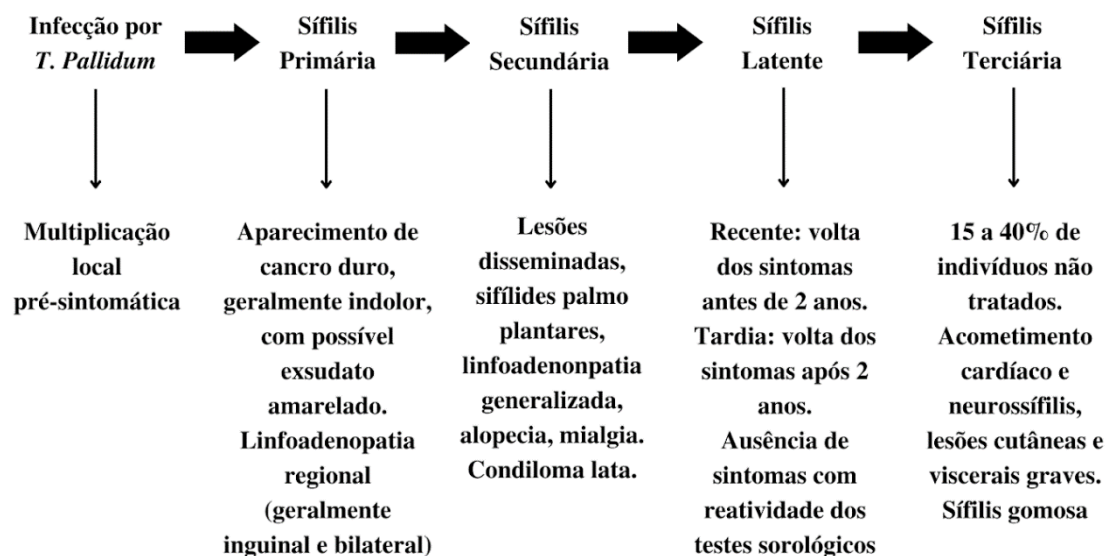 Infecção por
T. Pallidum
Sífilis
Primária
Sífilis
Secundária
Sífilis
Latente
Sífilis
Terciária
Multiplicação
local
pré-sintomática
Aparecimento de
cancro duro,
geralmente indolor,
com possível
exsudato
amarelado.
Linfoadenopatia
regional
(geralmente
inguinal e bilateral)
Lesões
disseminadas,
sifílides palmo
plantares,
linfoadenonpatia
generalizada,
alopecia, mialgia.
Condiloma lata.
Recente: volta
dos sintomas
antes de 2 anos.
Tardia: volta dos
sintomas após 2
anos.
Ausência de
sintomas com
reatividade dos
testes sorológicos
15 a 40% de
indivíduos não
tratados.
Acometimento
cardíaco e
neurossífilis,
lesões cutâneas e
viscerais graves.
Sífilis gomosa